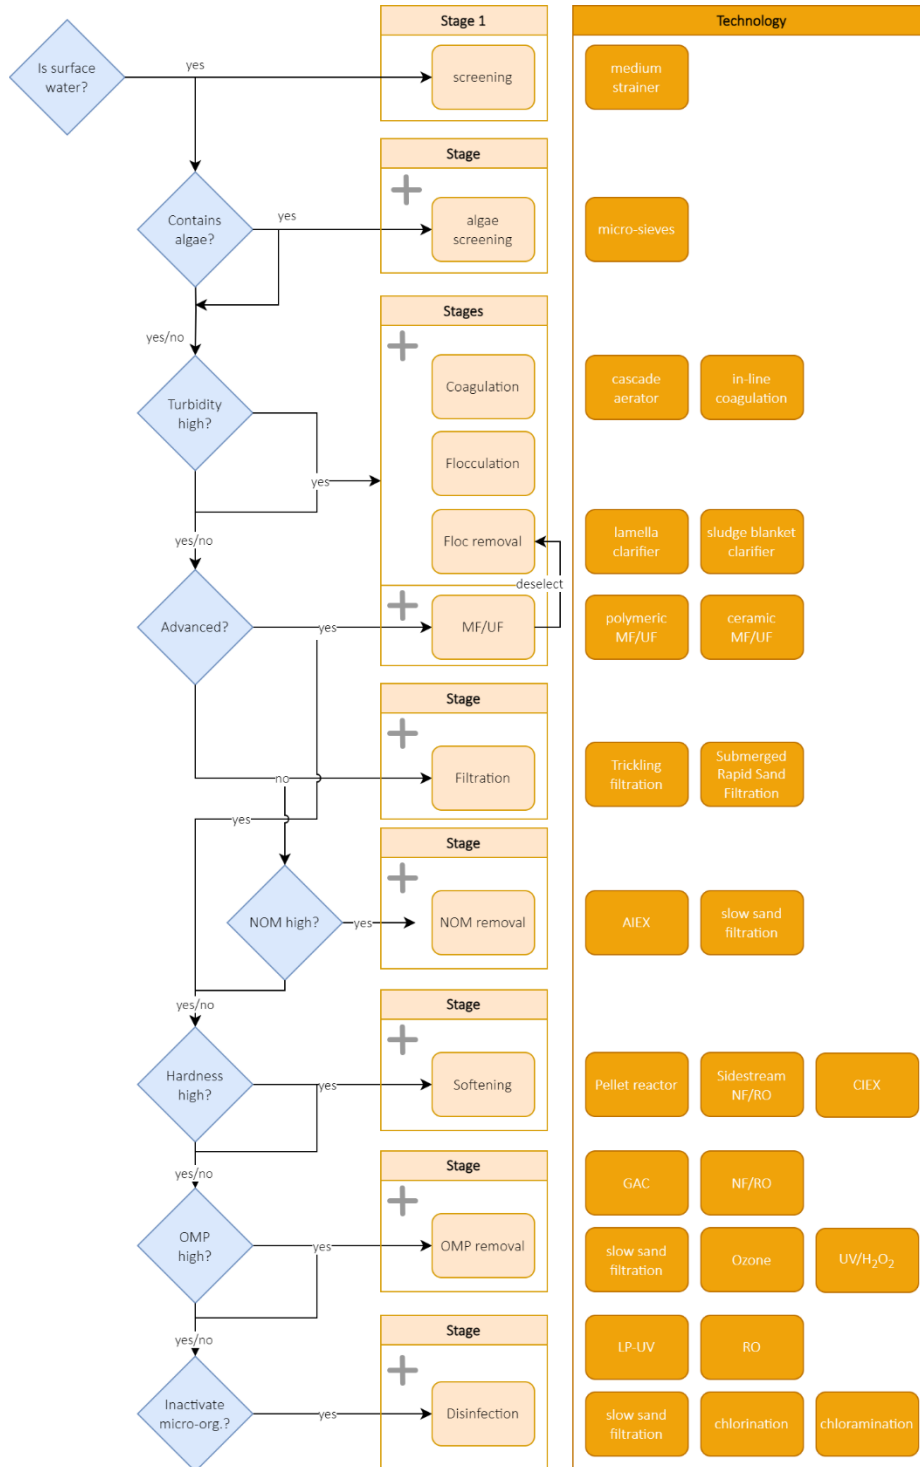 Stage 1
Technology
Is surface
water?
yes
screening
medium
strainer
Stage
Contains
algae?
yes
algae
screening
micro-sieves
Stages
yes/no
Turbidity
high?
yes
Coagulation
cascade
aerator
in-line
coagulation
Flocculation
Floc removal
lamella
clarifier
sludge blanket
clarifier
yes/no
deselect
Advanced?
yes
MF/UF
polymeric
MF/UF
ceramic
MF/UF
Stage
no
Filtration
Trickling
filtration
Submerged
Rapid Sand
Filtration
yes
Stage
NOM high?
yes
NOM removal
AIEX
slow sand
filtration
yes/no
Stage
Hardness
high?
yes
Softening
Pellet reactor
Sidestream
NF/RO
CIEX
yes/no
Stage
GAC
NF/RO
OMP
high?
yes
OMP removal
slow sand
filtration
Ozone
UV/H₂O₂
yes/no
Stage
LP-UV
RO
Inactivate
micro-org.?
yes
Disinfection
slow sand
filtration
chlorination
chloramination